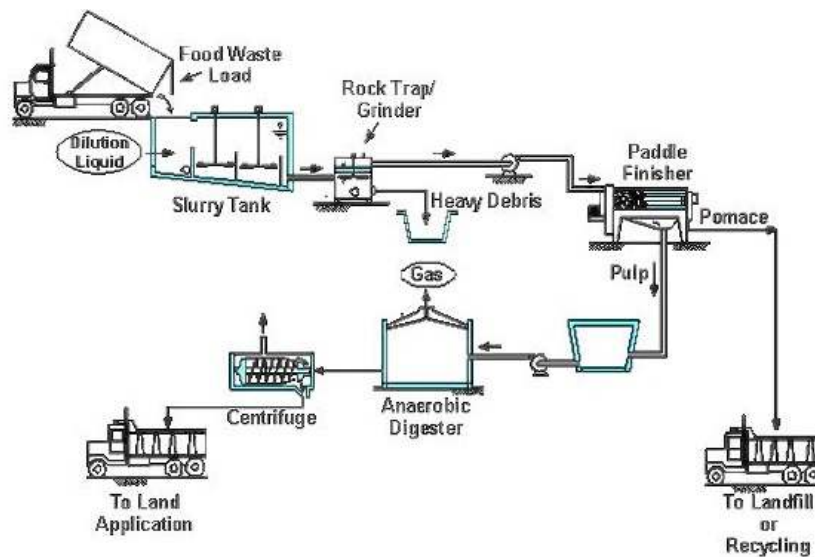 Food Waste
Load
Rock Trap/
Grinder
Dilution
Liquid
Paddle
Finisher
Slurry Tank
Heavy Debris
Pomace
Gas
Pulp
Centrifuge
Anaerobic
Digester
To Land
Application
To Landfill
or
Recycling